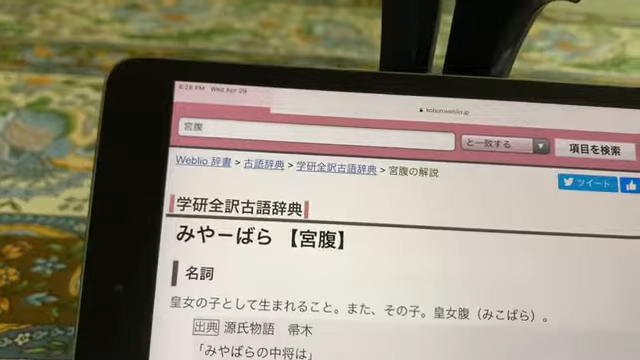 4:28 PM Wed Apr 29
kobun.weblio.jp
宮腹
と一致する
項目を検索
Weblio 辞書 > 古語辞典 > 学研全訳古語辞典 > 宮腹の解説
ツイート
学研全訳古語辞典
みやーばら 【宮腹】
名詞
皇女の子として生まれること。また、その子。皇女腹（みこばら）。
出典 源氏物語 帚木
「みやばらの中将は」